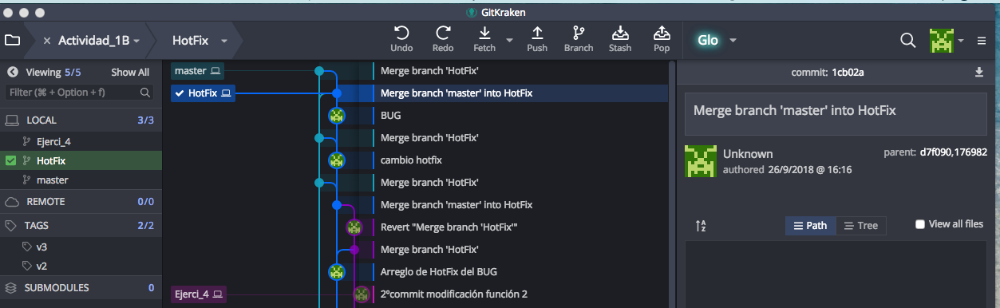 GitKraken
Actividad_1B
HotFix
Undo
Redo
Fetch
Push
Branch
Stash
Pop
Glo
Viewing 5/5 Show All
Filter (⌘ + Option + f)
LOCAL 3/3
Ejerci_4
HotFix
master
REMOTE 0/0
TAGS 2/2
v3
v2
SUBMODULES 0
master Merge branch 'HotFix'
HotFix Merge branch 'master' into HotFix
BUG
Merge branch 'HotFix'
cambio hotfix
Merge branch 'HotFix'
Merge branch 'master' into HotFix
Revert "Merge branch 'HotFix'"
Merge branch 'HotFix'
Arreglo de HotFix del BUG
Ejerci_4 2ºcommit modificación función 2
commit: 1cb02a
Merge branch 'master' into HotFix
Unknown
authored 26/9/2018 @ 16:16
parent: d7f090,176982
A Z
Path
Tree
View all files